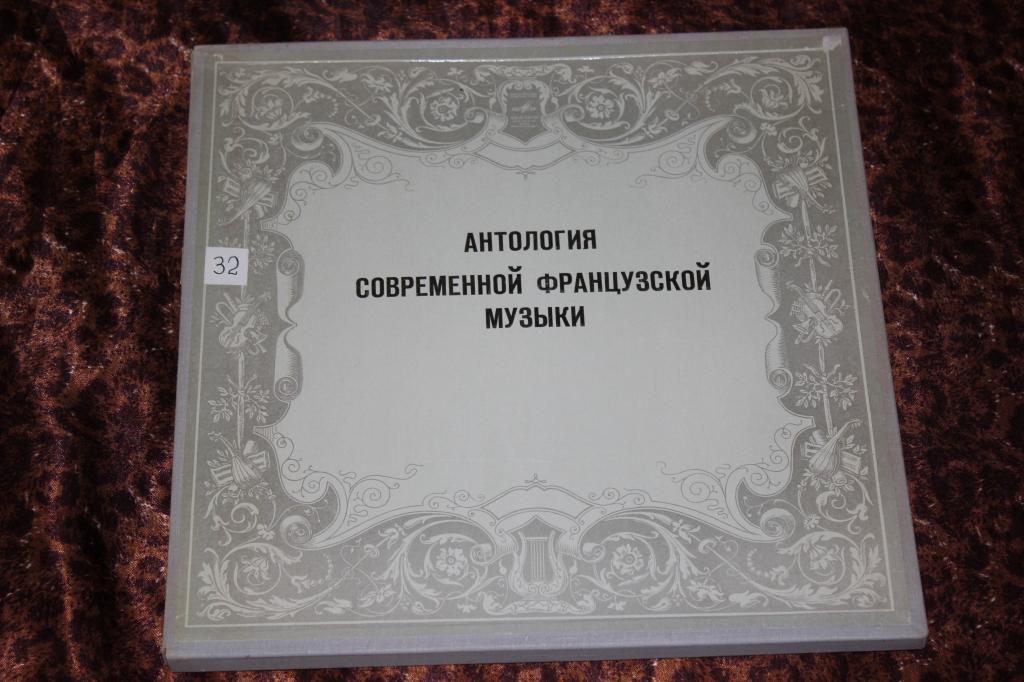 АНТОЛОГИЯ
СОВРЕМЕННОЙ ФРАНЦУЗСКОЙ
МУЗЫКИ
32